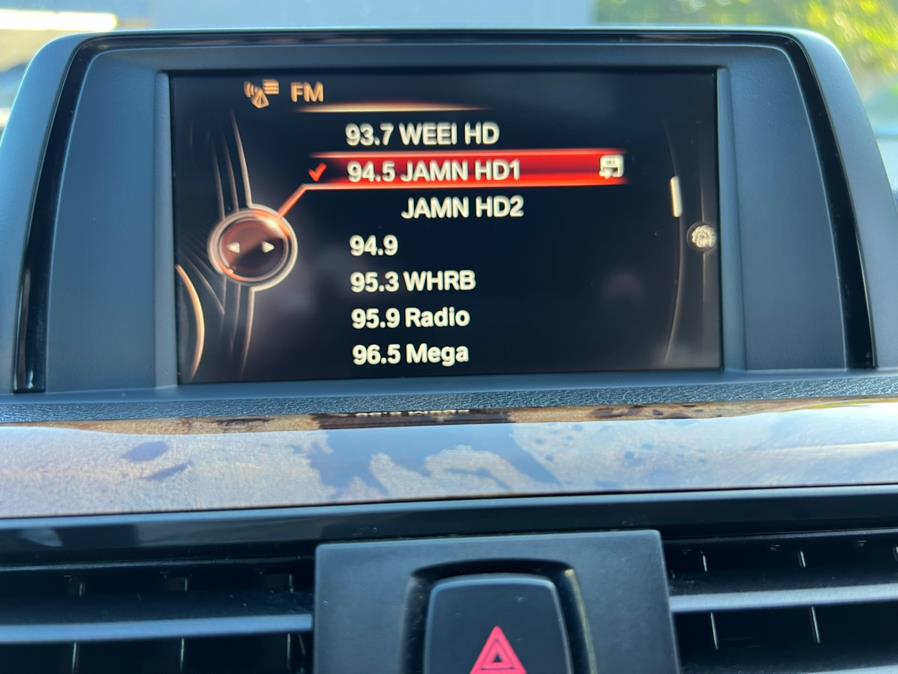 FM
93.7 WEEI HD
94.5 JAMN HD1
JAMN HD2
94.9
95.3 WHRB
95.9 Radio
96.5 Mega